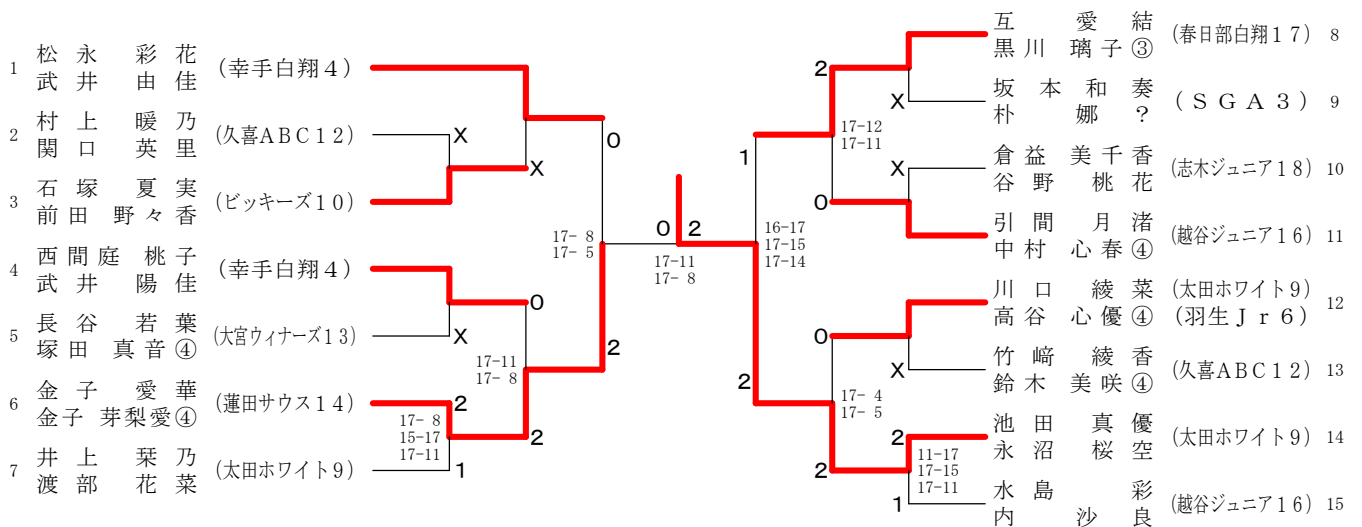 1 松永 彩花 (幸手白翔4)
武井 由佳
2 村上 暖乃 (久喜ABC12)
関口 英里
3 石塚 夏実 (ビッキーズ10)
前田 野々香
4 西間庭 桃子 (幸手白翔4)
武井 陽佳
5 長谷 若葉 (大宮ウィナーズ13)
塚田 真音④
6 金子 愛華 (蓮田サウス14)
金子 芽梨愛④
7 井上 栞乃 (太田ホワイト9)
渡部 花菜
X
X
0
X
0
17-11
17- 8
17- 8
15-17
17-11
2
1
2
17- 8
17- 5
2
0 2
17-11
17- 8
互 愛結 (春日部白翔17) 8
黒川 璃子③
坂本 和奏 (SGA3) 9
朴 娜?
倉益 美千香 (志木ジュニア18) 10
谷野 桃花
引間 月渚 (越谷ジュニア16) 11
中村 心春④
川口 綾菜 (太田ホワイト9) 12
高谷 心優④ (羽生Jr6)
竹﨑 綾香 (久喜ABC12) 13
鈴木 美咲④
池田 真優 (太田ホワイト9) 14
永沼 桜空
水島 彩 (越谷ジュニア16) 15
内 沙良
2
X
17-12
17-11
1
X
0
16-17
17-15
17-14
0
X
2
17- 4
17- 5
2
11-17
17-15
17-11
2
1